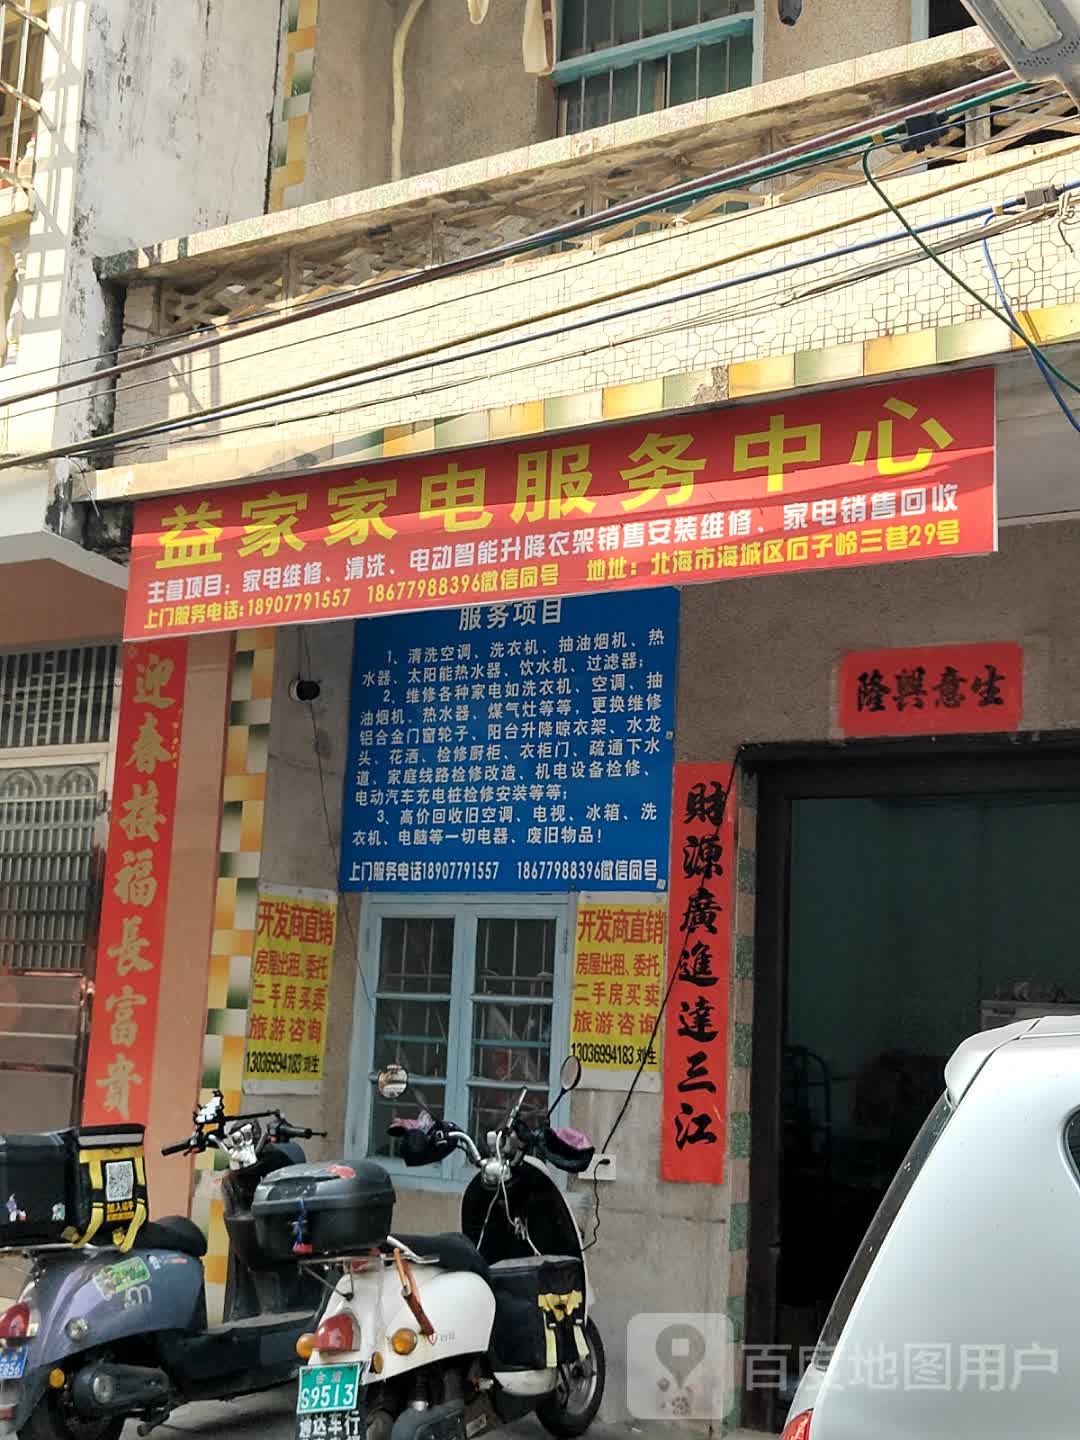 益家家电服务中心
主营项目：家电维修、清洗、电动智能升降衣架销售安装维修、家电销售回收
上门服务电话：18907791557 18677988396微信同号 地址：北海市海城区石子岭三巷29号
服务项目
1、清洗空调、洗衣机、抽油烟机、热
水器、太阳能热水器、饮水机、过滤器；
2、维修各种家电如洗衣机、空调、抽
油烟机、热水器、煤气灶等等，更换维修
铝合金门窗轮子、阳台升降晾衣架、水龙
头、花洒、检修厨柜、衣柜门、疏通下水
道、家庭线路检修改造、机电设备检修、
电动汽车充电桩检修安装等等；
3、高价回收旧空调、电视、冰箱、洗
衣机、电脑等一切电器、废旧物品！
上门服务电话18907791557 18677988396微信同号
迎春接福長富貴
隆興意生
財源廣進達三江
开发商直销
房屋出租、委托
二手房买卖
旅游咨询
13036994183 刘生
开发商直销
房屋出租、委托
二手房买卖
旅游咨询
13036994183 刘生
S9513
通达车行
百度地图用户